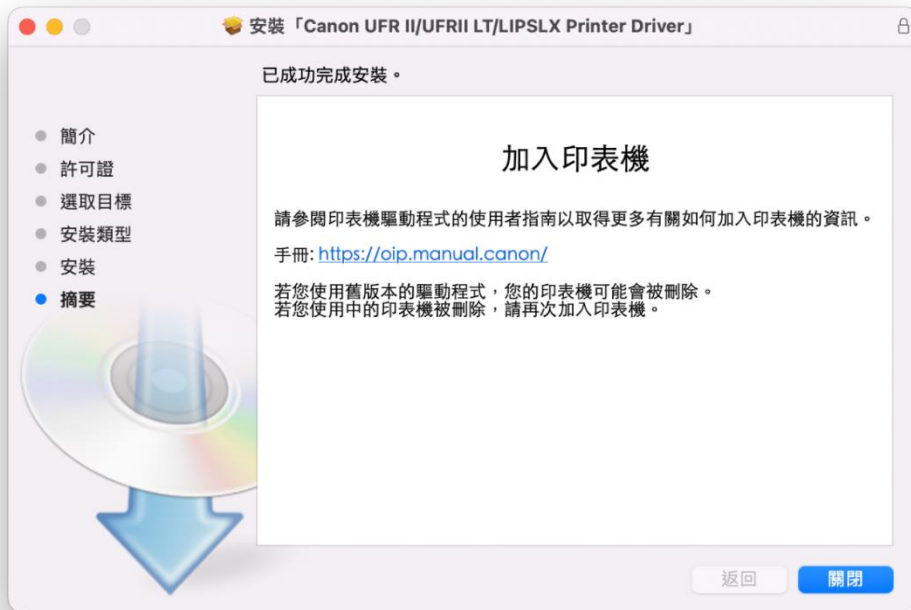 安裝「Canon UFR II/UFRII LT/LIPSLX Printer Driver」
已成功完成安裝。
簡介
許可證
選取目標
安裝類型
安裝
摘要
加入印表機
請參閱印表機驅動程式的使用者指南以取得更多有關如何加入印表機的資訊。
手冊: https://oip.manual.canon/
若您使用舊版本的驅動程式，您的印表機可能會被刪除。
若您使用中的印表機被刪除，請再次加入印表機。
返回
關閉